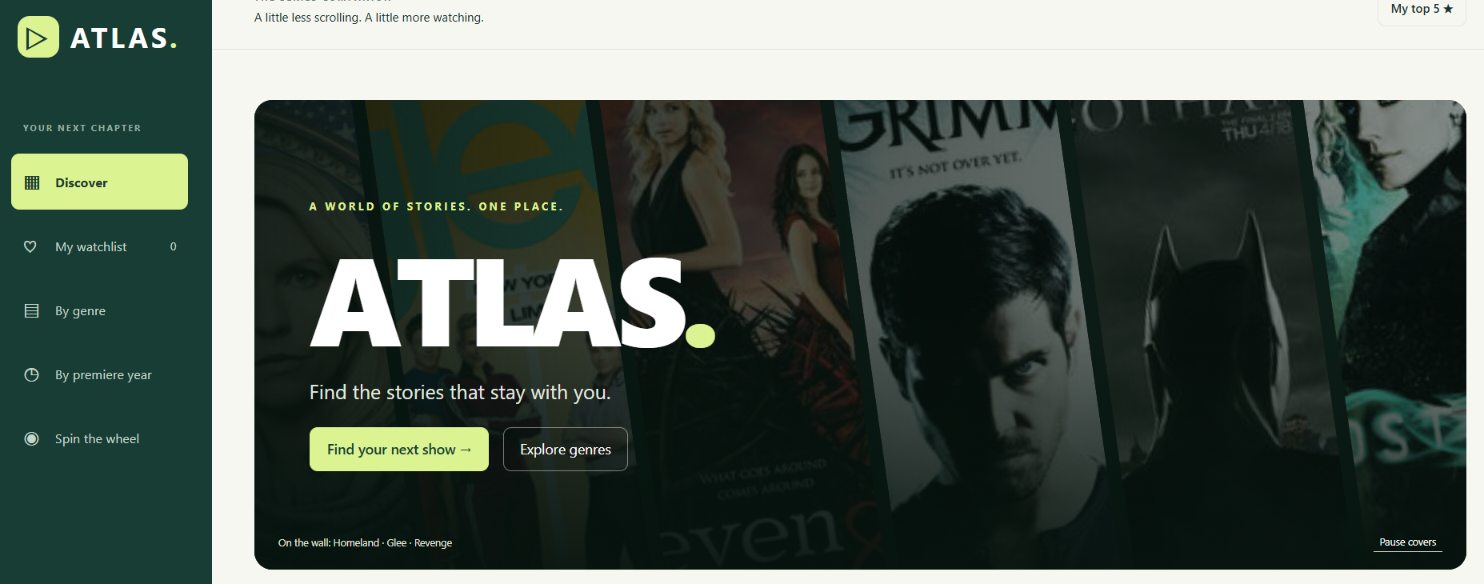 ATLAS.
YOUR NEXT CHAPTER
Discover
My watchlist 0
By genre
By premiere year
Spin the wheel
A little less scrolling. A little more watching.
My top 5 ★
A WORLD OF STORIES. ONE PLACE.
ATLAS.
Find the stories that stay with you.
Find your next show →
Explore genres
GRIMM
IT'S NOT OVER YET.
THU 4/18
WHAT GOES AROUND
COMES AROUND
On the wall: Homeland · Glee · Revenge
Pause covers